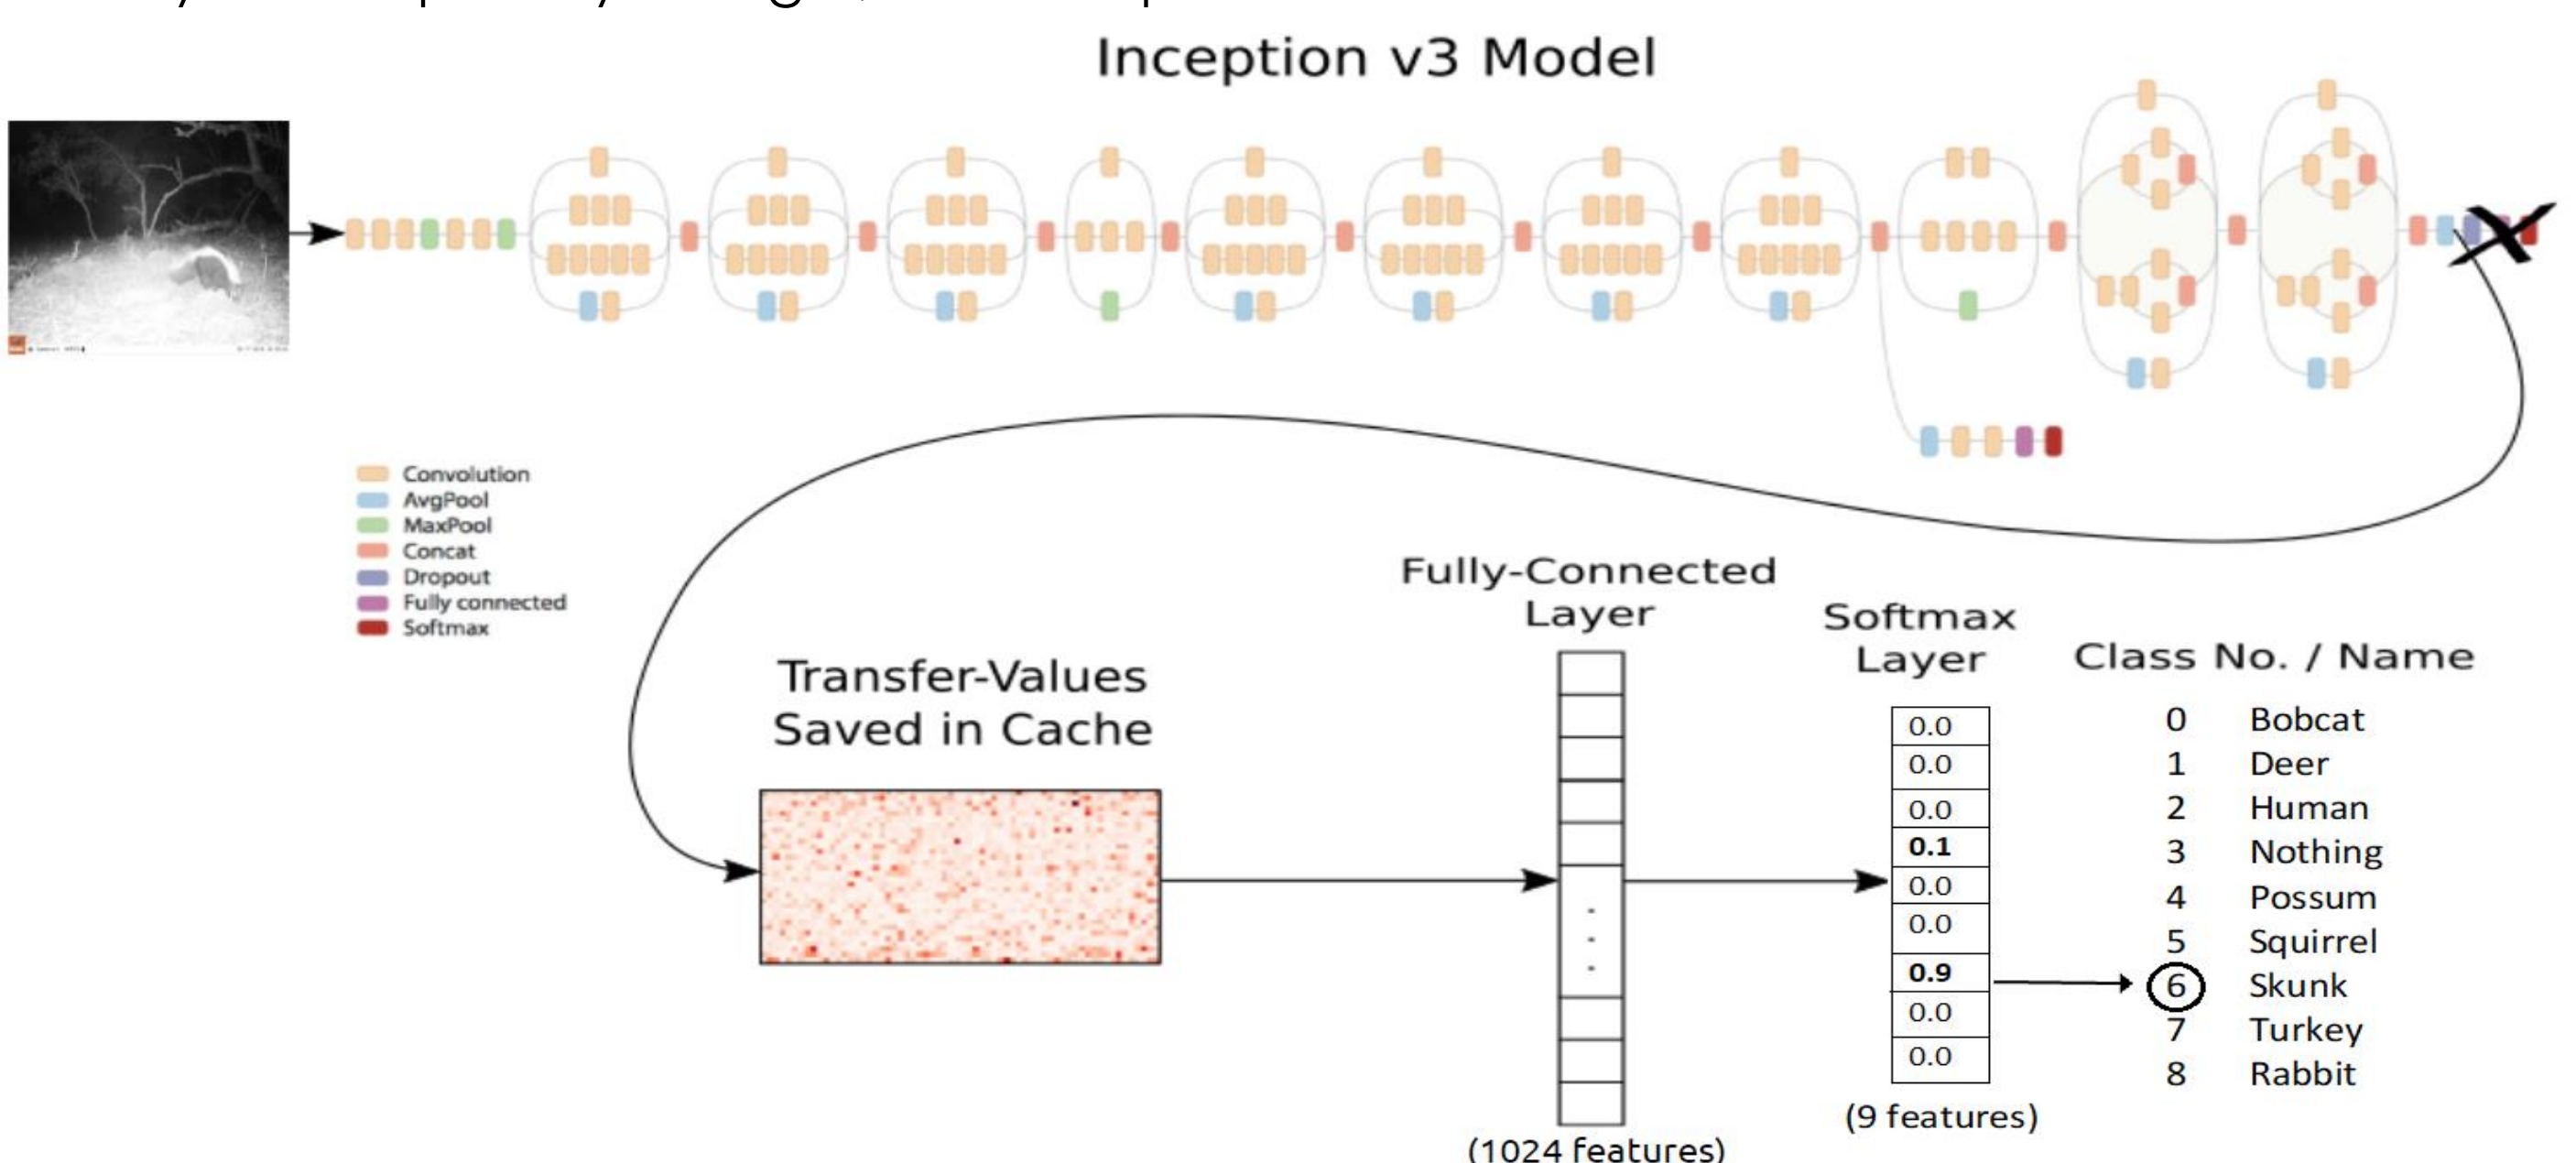 Inception v3 Model
Convolution
AvgPool
MaxPool
Concat
Dropout
Fully connected
Softmax
Transfer-Values
Saved in Cache
Fully-Connected
Layer
(1024 features)
Softmax
Layer
0.0
0.0
0.0
0.1
0.0
0.0
0.9
0.0
0.0
(9 features)
Class No. / Name
0 Bobcat
1 Deer
2 Human
3 Nothing
4 Possum
5 Squirrel
6 Skunk
7 Turkey
8 Rabbit